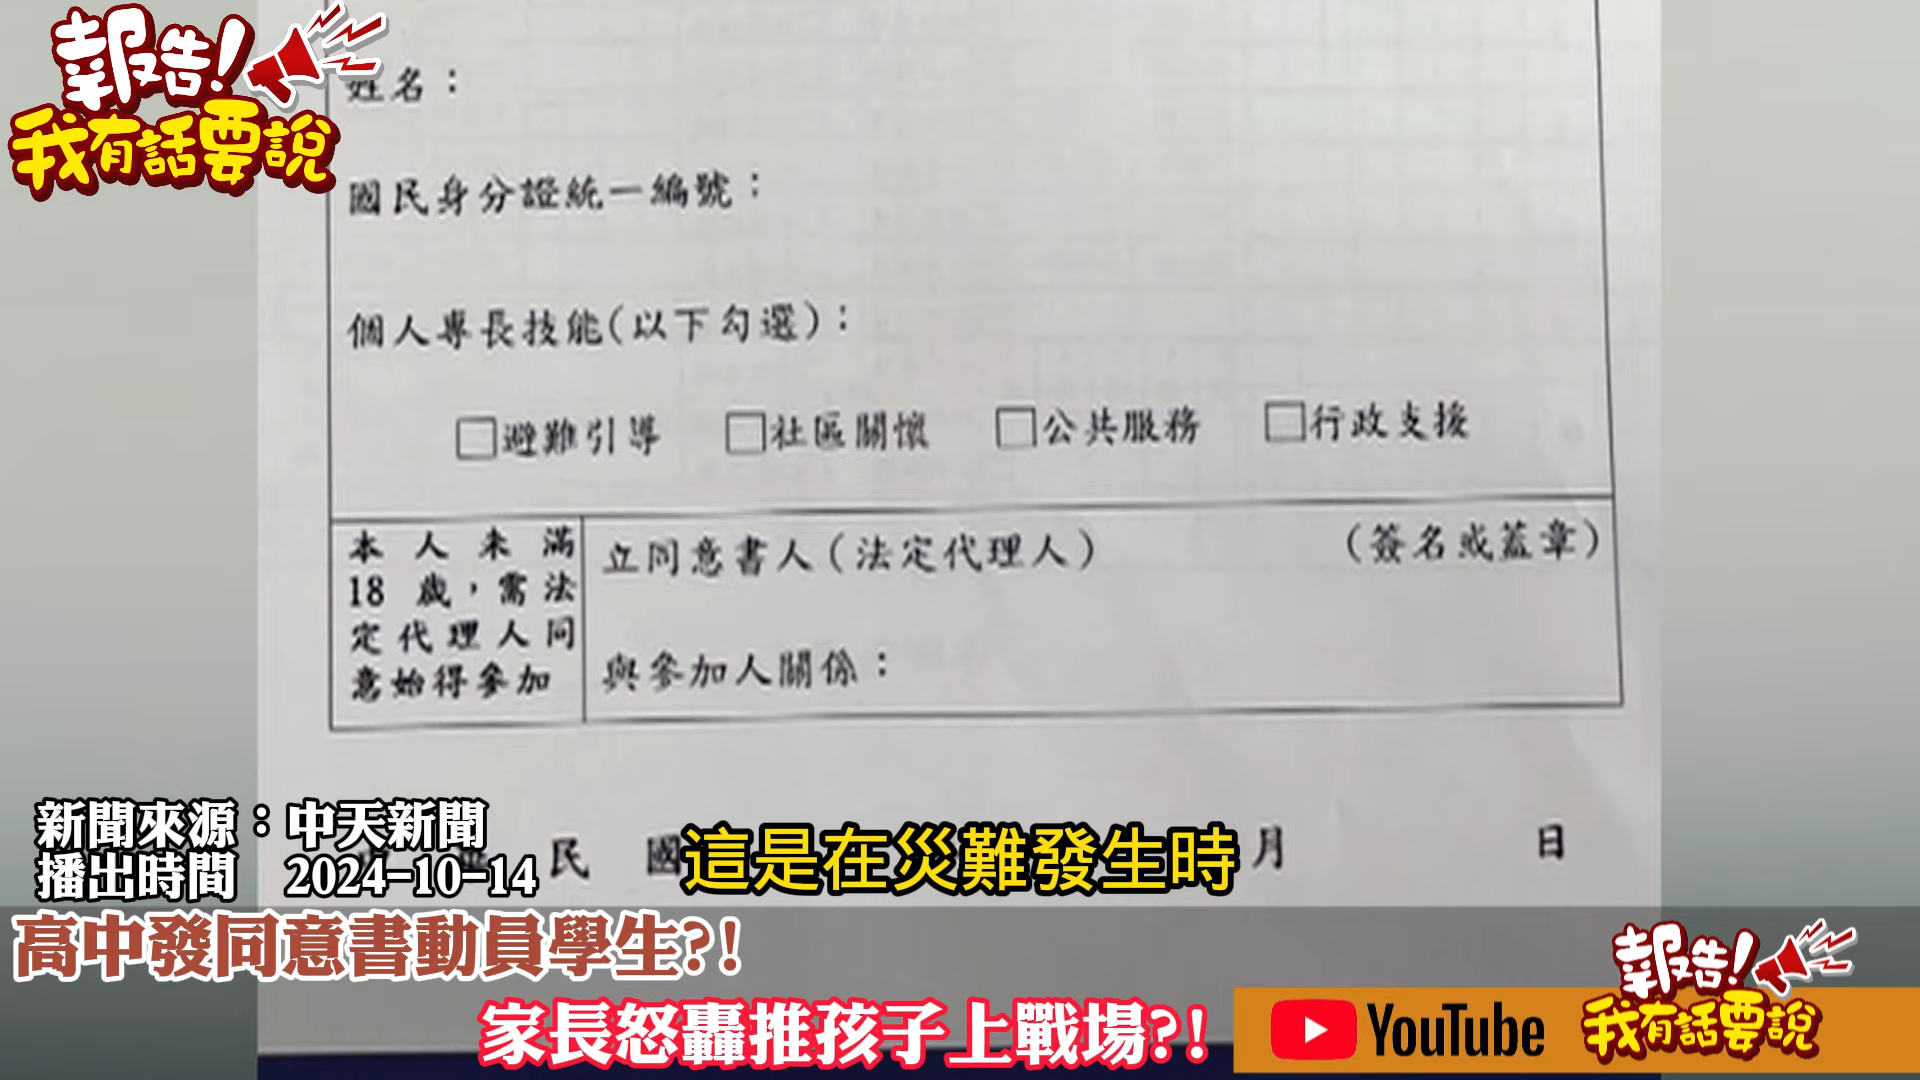 報告!
我有話要說
姓名：
國民身分證統一編號：
個人專長技能(以下勾選)：
□避難引導 □社區關懷 □公共服務 □行政支援
本人未滿
18歲，需法
定代理人同
意始得參加
立同意書人(法定代理人) (簽名或蓋章)
與參加人關係：
民 國 月 日
新聞來源：中天新聞
播出時間 2024-10-14
這是在災難發生時
高中發同意書動員學生?!
家長怒轟推孩子上戰場?!
YouTube
報告!
我有話要說